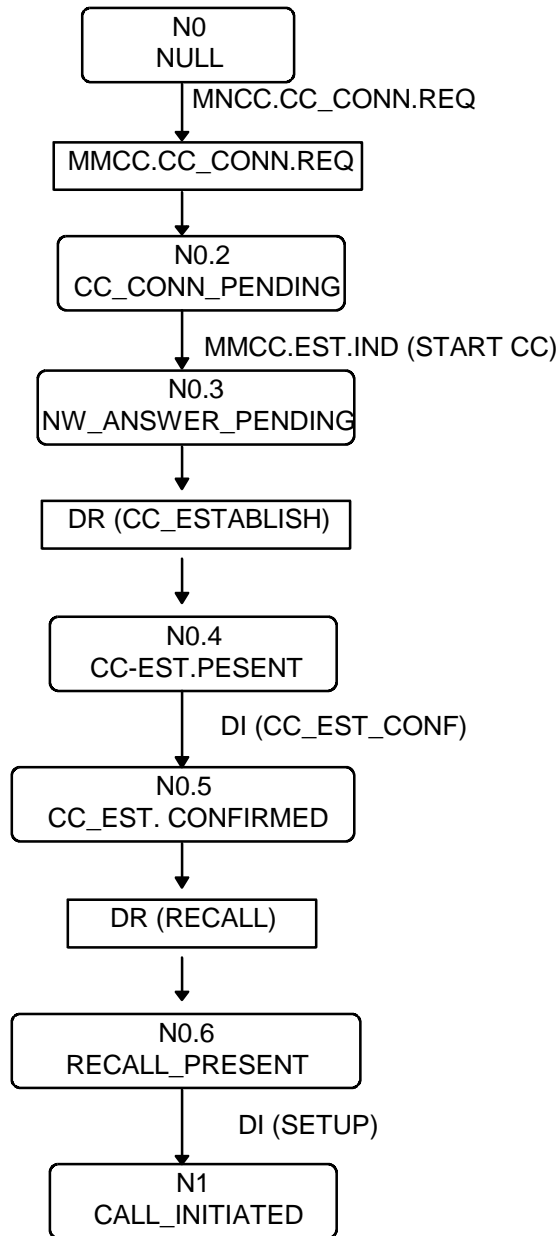 N0
NULL
MNCC.CC_CONN.REQ
MMCC.CC_CONN.REQ
N0.2
CC_CONN_PENDING
MMCC.EST.IND (START CC)
N0.3
NW_ANSWER_PENDING
DR (CC_ESTABLISH)
N0.4
CC-EST.PESENT
DI (CC_EST_CONF)
N0.5
CC_EST. CONFIRMED
DR (RECALL)
N0.6
RECALL_PRESENT
DI (SETUP)
N1
CALL_INITIATED